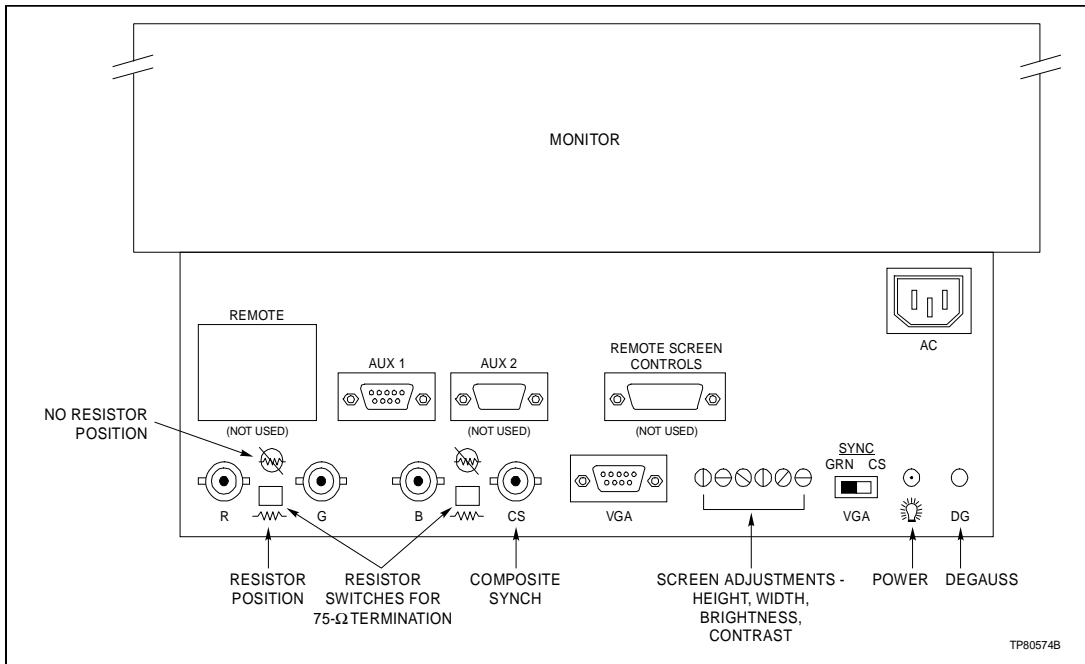 MONITOR
AC
REMOTE
(NOT USED)
AUX 1
AUX 2
(NOT USED)
REMOTE SCREEN
CONTROLS
(NOT USED)
NO RESISTOR
POSITION
R
G
B
CS
VGA
SYNC
GRN CS
VGA
DG
RESISTOR
POSITION
RESISTOR
SWITCHES FOR
75-Ω TERMINATION
COMPOSITE
SYNCH
SCREEN ADJUSTMENTS -
HEIGHT, WIDTH,
BRIGHTNESS,
CONTRAST
POWER
DEGAUSS
TP80574B